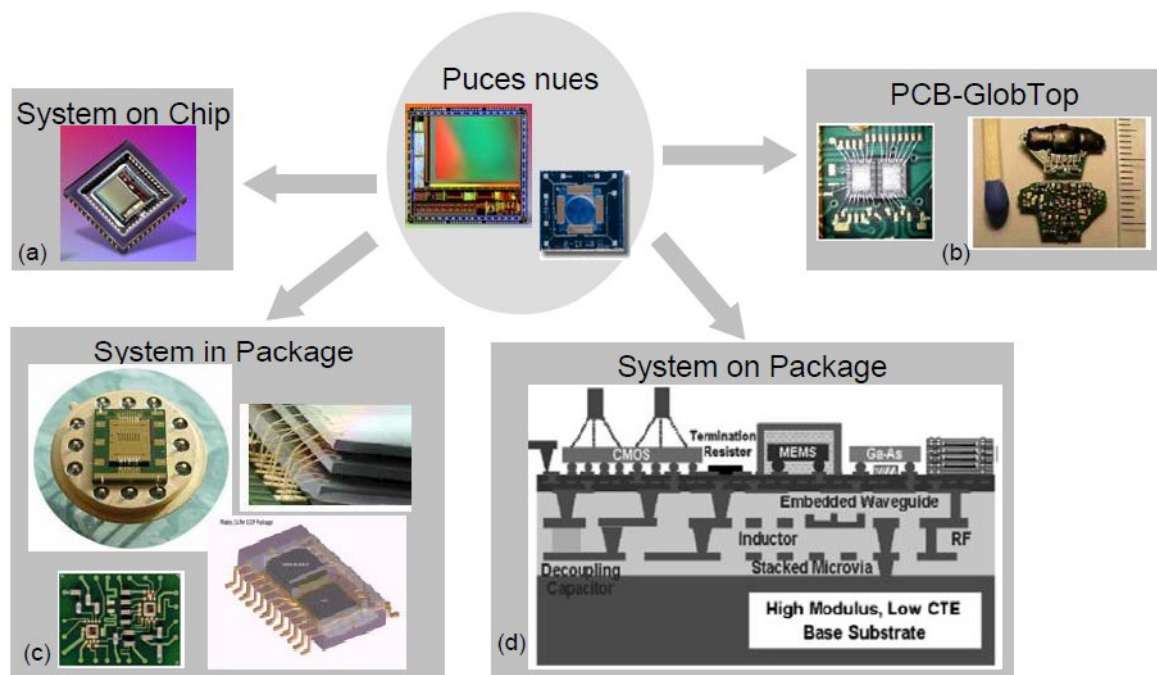 Puces nues
System on Chip
(a)
PCB-GlobTop
(b)
System in Package
(c)
System on Package
CMOS
Termination
Resistor
MEMS
Ga-As
Embedded Waveguide
Inductor
RF
Decoupling
Capacitor
Stacked Microvia
High Modulus, Low CTE
Base Substrate
(d)